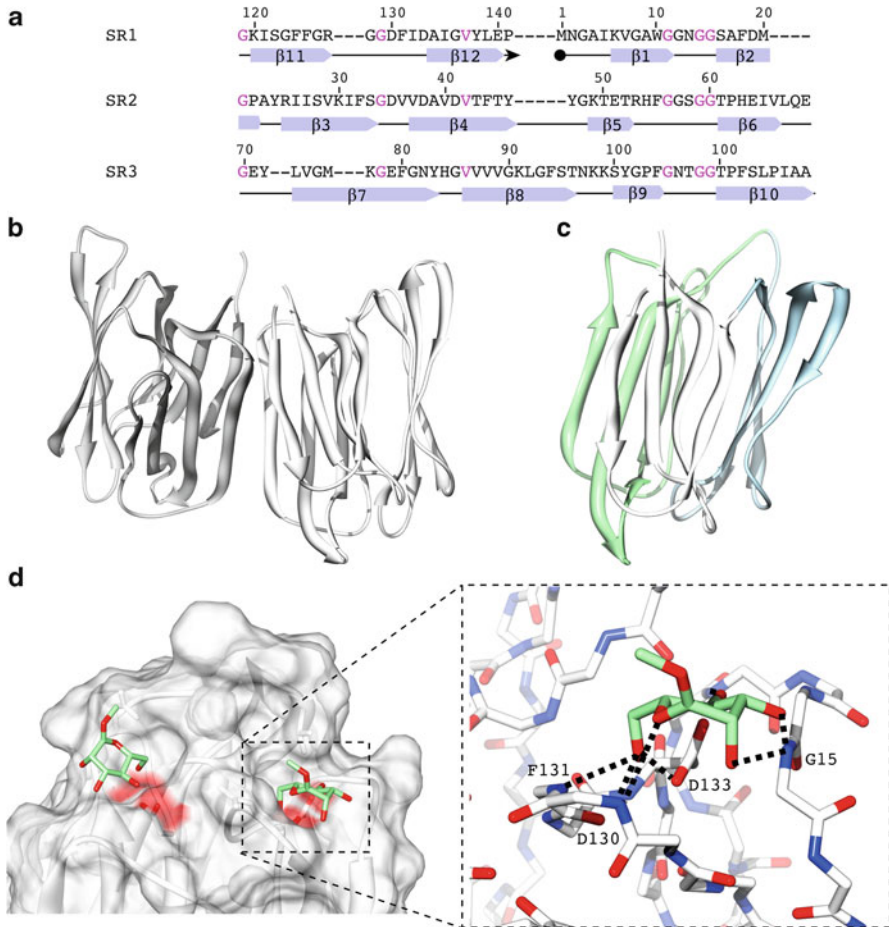 a
120 130 140 1 10 20
SR1 GKISGFFGR---GGDFIDAIGVYLEP-----MNGAIKVGAWGGNGGSAFDM----
β11 β12 β1 β2
30 40 50 60
SR2 GPAYRIISVKIFSGDVVDAVDVTFTY-----YGKTETRHFGGSGGTPHEIVLQE
β3 β4 β5 β6
70 80 90 100 100
SR3 GEY--LVGM---KGEFGNYHGVVVVGKLGFSTNKKSYGPFGNTGGTPFSLPIAA
β7 β8 β9 β10
b
c
d
F131
D133
G15
D130